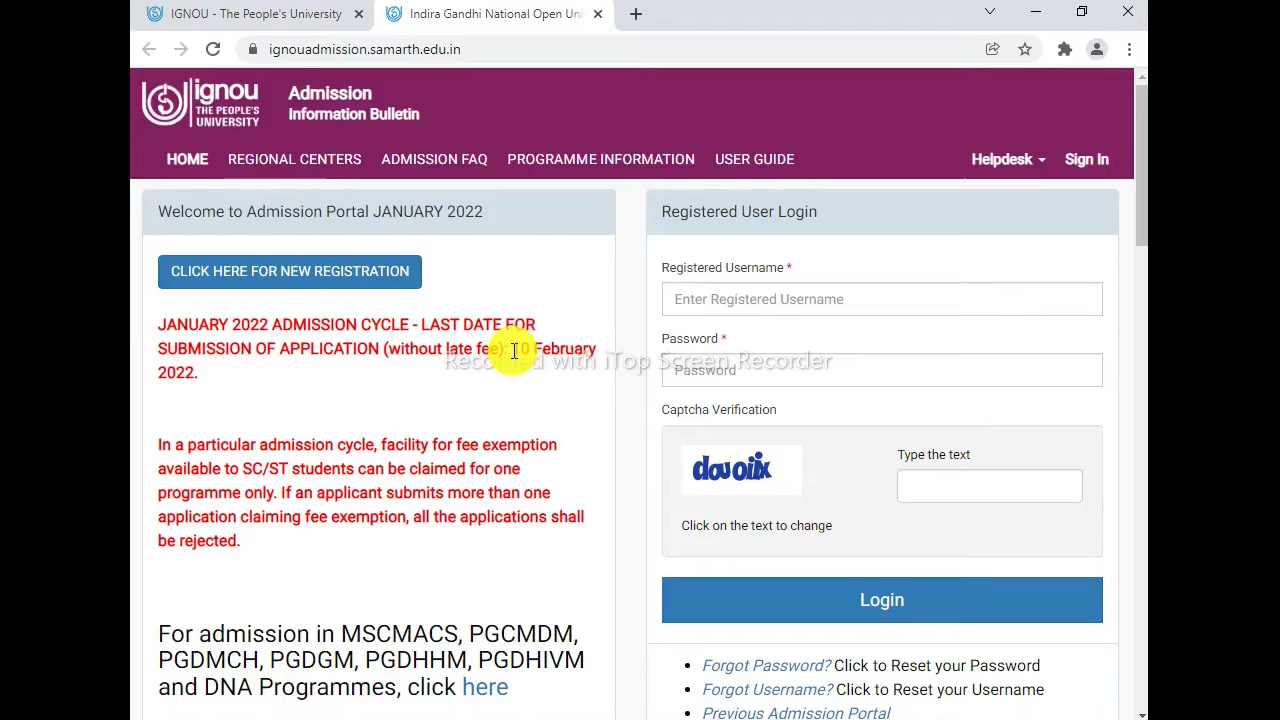 IGNOU - The People's University
Indira Gandhi National Open Uni
ignouadmission.samarth.edu.in
ignou
THE PEOPLE'S
UNIVERSITY
Admission
Information Bulletin
HOME REGIONAL CENTERS ADMISSION FAQ PROGRAMME INFORMATION USER GUIDE Helpdesk Sign In
Welcome to Admission Portal JANUARY 2022
CLICK HERE FOR NEW REGISTRATION
JANUARY 2022 ADMISSION CYCLE - LAST DATE FOR
SUBMISSION OF APPLICATION (without late fee): 10 February
2022.
In a particular admission cycle, facility for fee exemption
available to SC/ST students can be claimed for one
programme only. If an applicant submits more than one
application claiming fee exemption, all the applications shall
be rejected.
For admission in MSCMACS, PGCMDM,
PGDMCH, PGDGM, PGDHHM, PGDHIVM
and DNA Programmes, click here
Registered User Login
Registered Username *
Enter Registered Username
Password *
Password
Recorded with iTop Screen Recorder
Captcha Verification
Type the text
Click on the text to change
Login
Forgot Password? Click to Reset your Password
Forgot Username? Click to Reset your Username
Previous Admission Portal